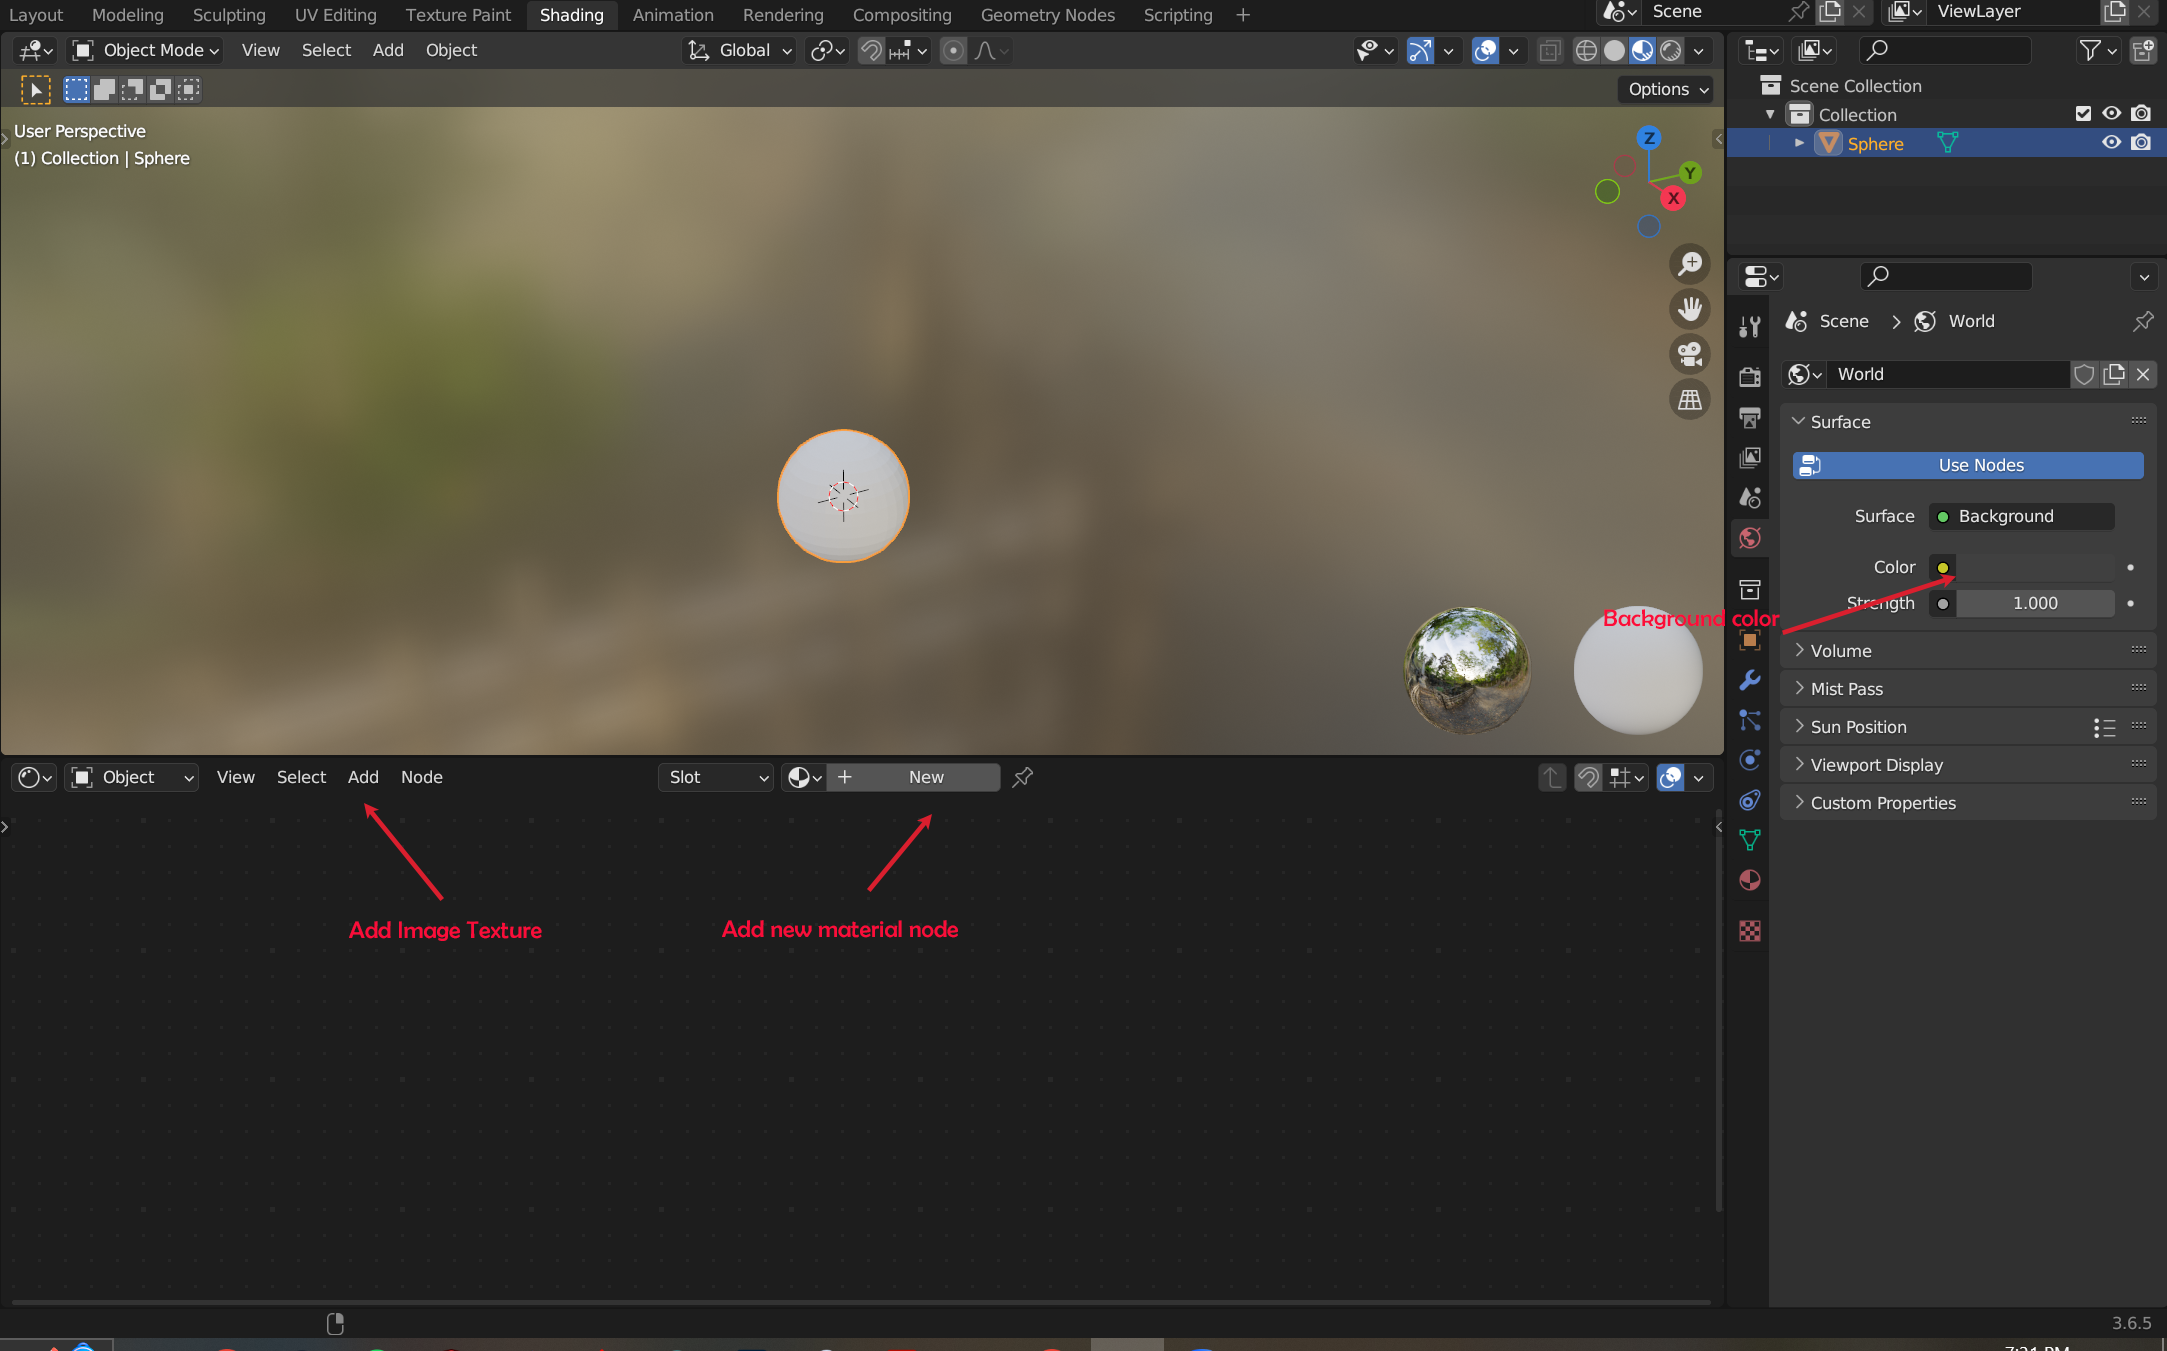 Layout Modeling Sculpting UV Editing Texture Paint Shading Animation Rendering Compositing Geometry Nodes Scripting + Scene ViewLayer
Object Mode View Select Add Object Global
Options
User Perspective
(1) Collection | Sphere
Z
Y
X
Scene Collection
Collection
Sphere
Scene > World
World
Surface
Use Nodes
Surface Background
Color
Strength 1.000
Background color
Volume
Mist Pass
Sun Position
Viewport Display
Custom Properties
Object View Select Add Node Slot + New
Add Image Texture
Add new material node
3.6.5
7:21 PM